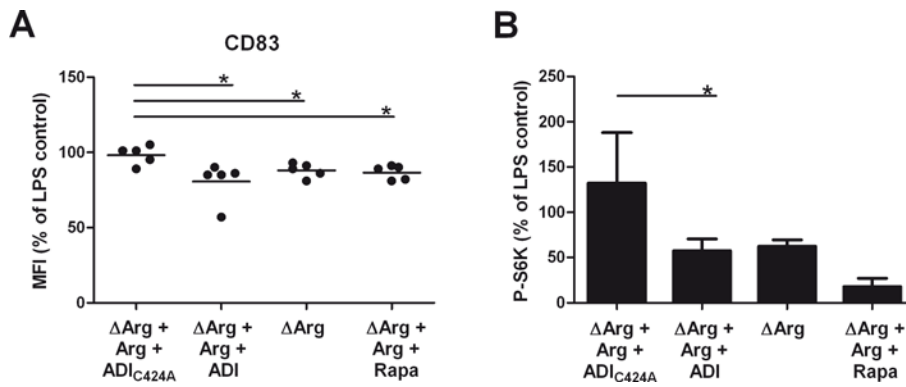 A
CD83
MFI (% of LPS control)
150
100
50
0
*
*
*
ΔArg +
Arg +
ADIC424A
ΔArg +
Arg +
ADI
ΔArg
ΔArg +
Arg +
Rapa
B
P-S6K (% of LPS control)
250
200
150
100
50
0
*
ΔArg +
Arg +
ADIC424A
ΔArg +
Arg +
ADI
ΔArg
ΔArg +
Arg +
Rapa